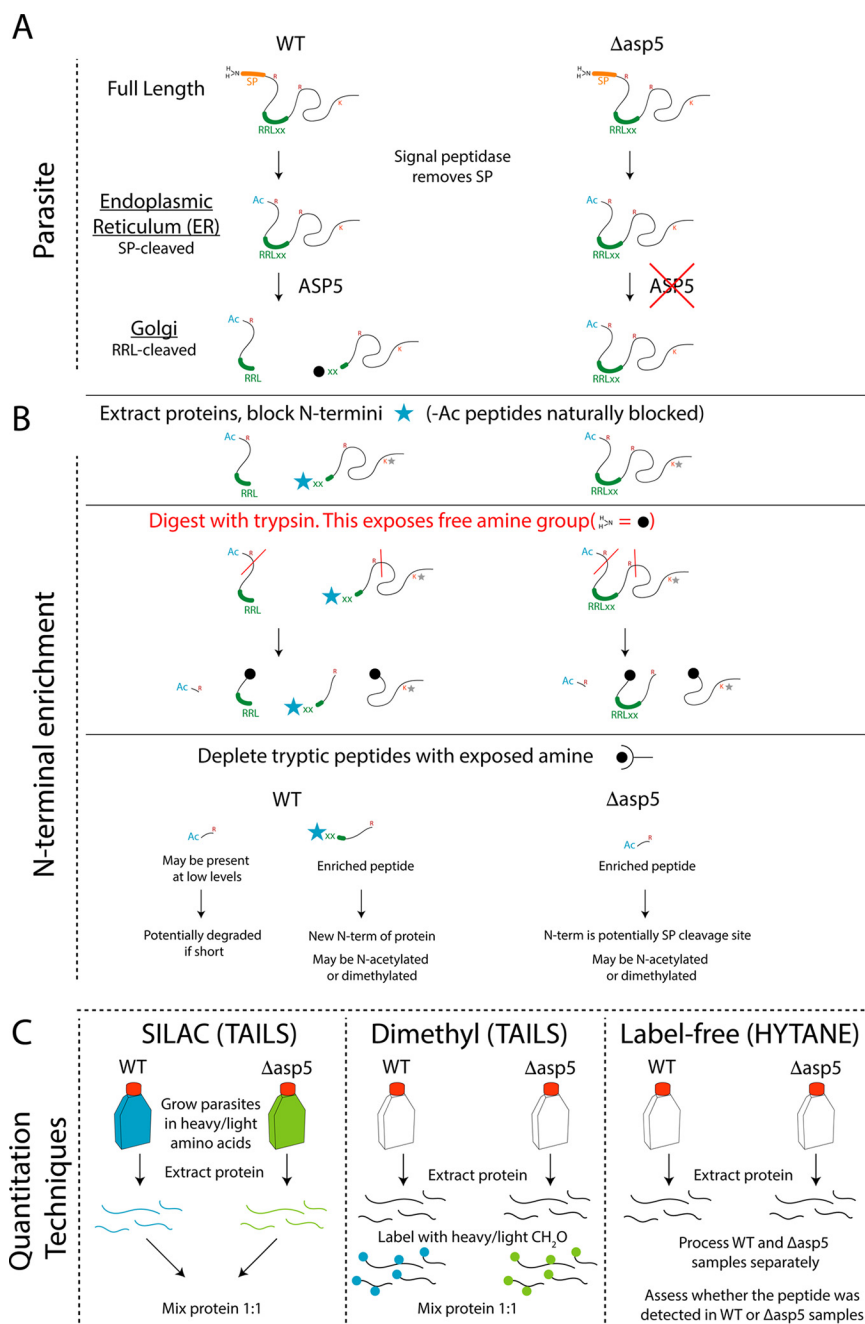 A
WT
Δasp5
Parasite
Full Length
H
H
N
SP
R
R
K
RRLxx
H
H
N
SP
R
R
K
RRLxx
Signal peptidase
removes SP
Endoplasmic
Reticulum (ER)
SP-cleaved
Ac
R
R
K
RRLxx
Ac
R
R
K
RRLxx
ASP5
ASP5
Golgi
RRL-cleaved
Ac
R
RRL
xx
R
K
Ac
R
R
K
RRLxx
B
N-terminal enrichment
Extract proteins, block N-termini (-Ac peptides naturally blocked)
Ac
R
RRL
xx
R
K
Ac
R
R
K
RRLxx
Digest with trypsin. This exposes free amine group( H H N = )
Ac
R
RRL
xx
R
K
Ac
R
R
K
RRLxx
Ac
R
RRL
xx
R
K
Ac
R
RRLxx
R
K
Deplete tryptic peptides with exposed amine
WT
Δasp5
Ac
R
xx
R
Ac
R
May be present
at low levels
Enriched peptide
Enriched peptide
Potentially degraded
if short
New N-term of protein
May be N-acetylated
or dimethylated
N-term is potentially SP cleavage site
May be N-acetylated
or dimethylated
C
Quantitation
Techniques
SILAC (TAILS)
WT
Δasp5
Grow parasites
in heavy/light
amino acids
Extract protein
Mix protein 1:1
Dimethyl (TAILS)
WT
Δasp5
Extract protein
Label with heavy/light CH2O
Mix protein 1:1
Label-free (HYTANE)
WT
Δasp5
Extract protein
Process WT and Δasp5
samples separately
Assess whether the peptide was
detected in WT or Δasp5 samples